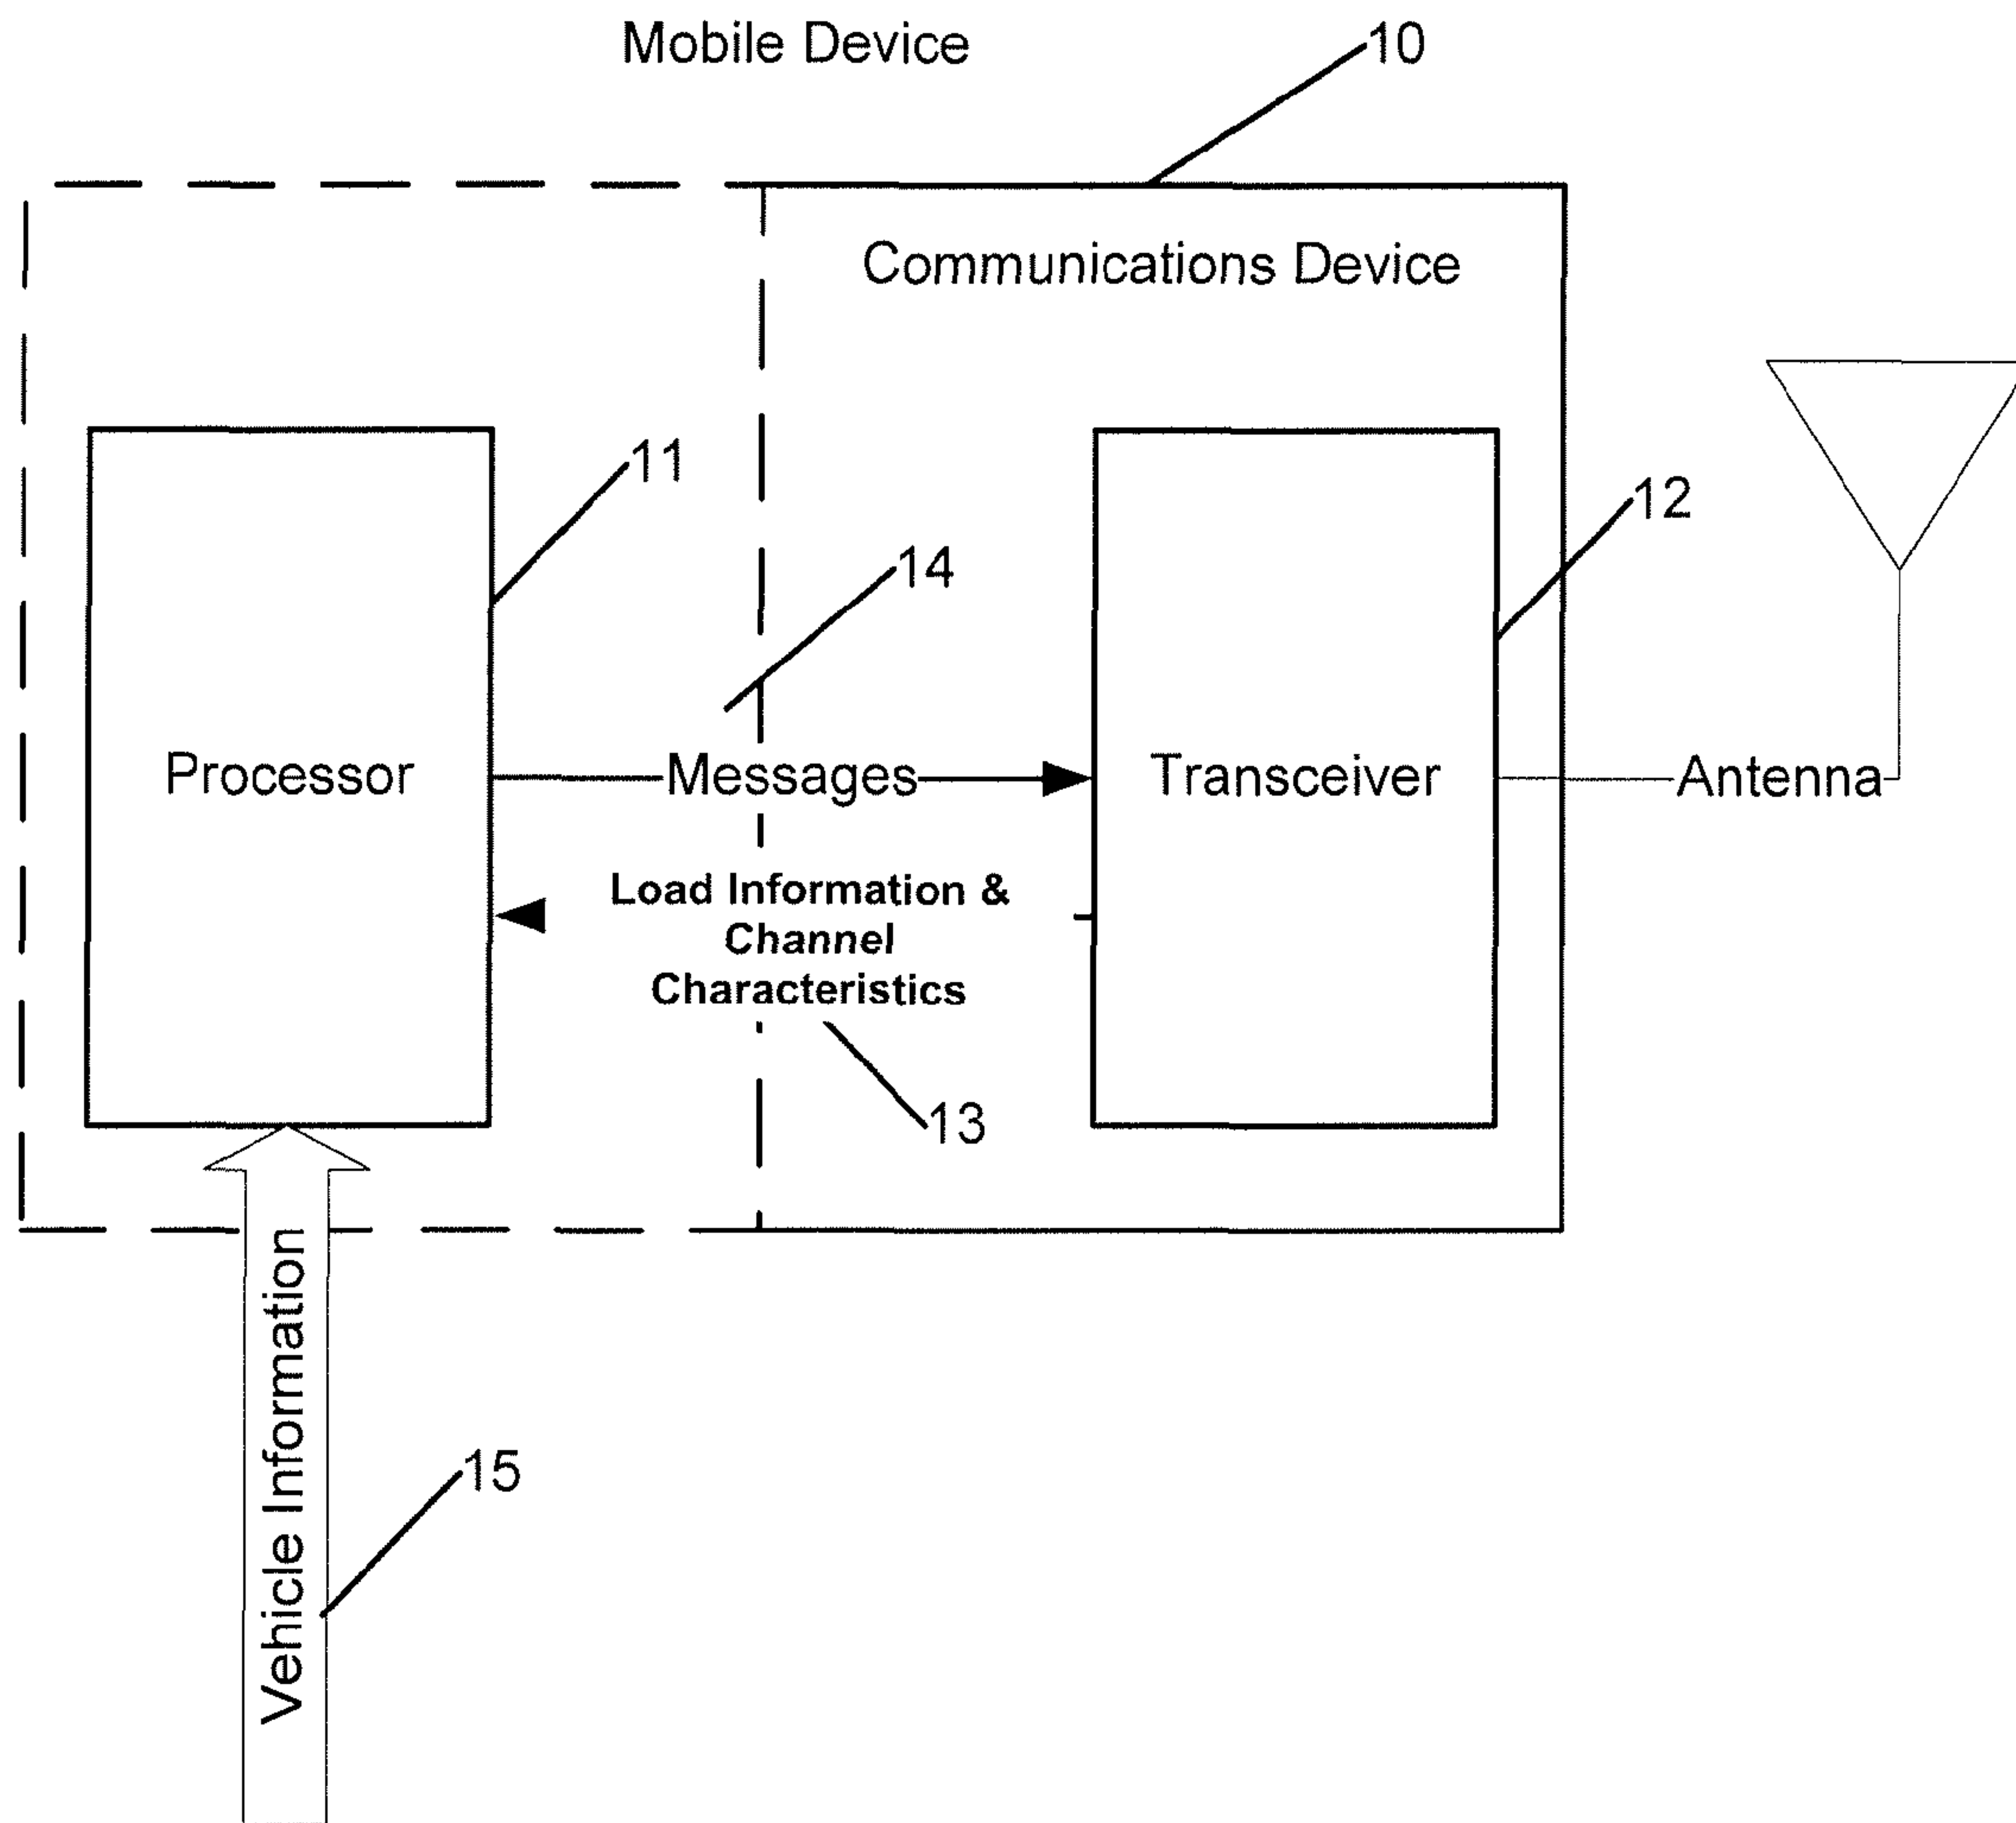 Mobile Device
10
Communications Device
11
12
14
Processor
Messages
Transceiver
Antenna
Load Information &
Channel
Characteristics
13
Vehicle Information
15